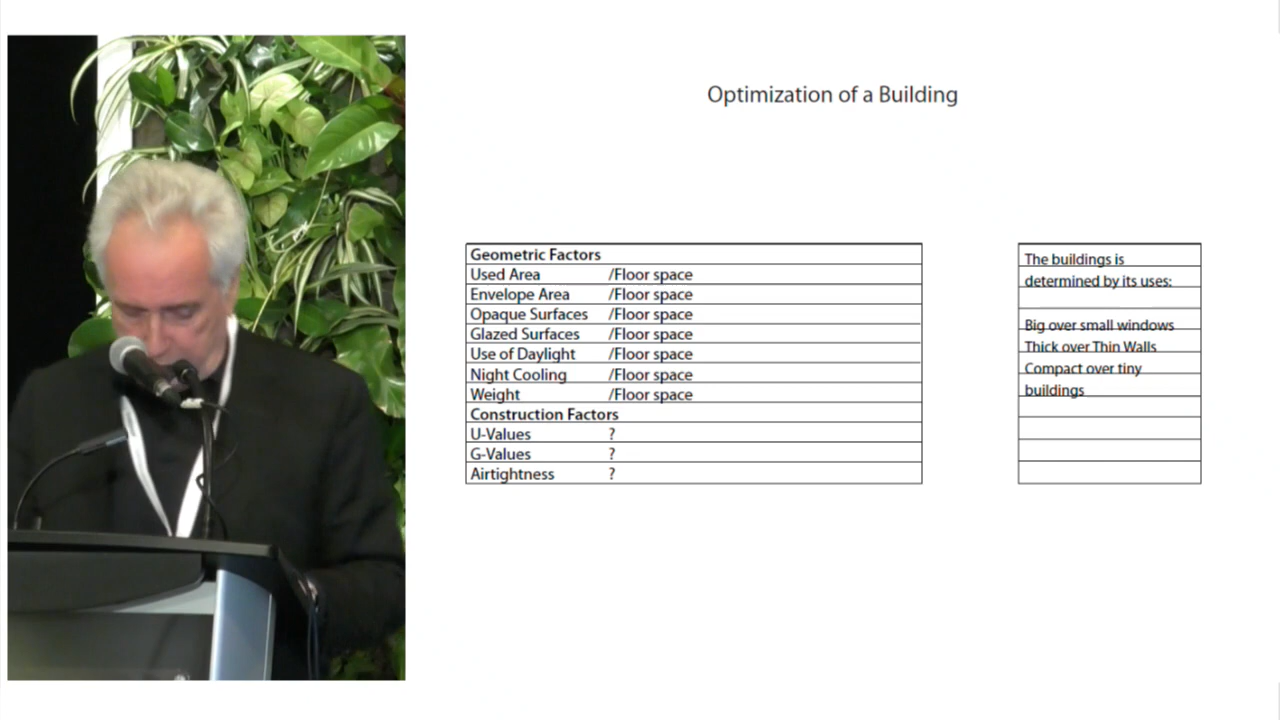 Optimization of a Building
Geometric Factors
Used Area /Floor space
Envelope Area /Floor space
Opaque Surfaces /Floor space
Glazed Surfaces /Floor space
Use of Daylight /Floor space
Night Cooling /Floor space
Weight /Floor space
Construction Factors
U-Values ?
G-Values ?
Airtightness ?
The buildings is
determined by its uses:
Big over small windows
Thick over Thin Walls
Compact over tiny
buildings